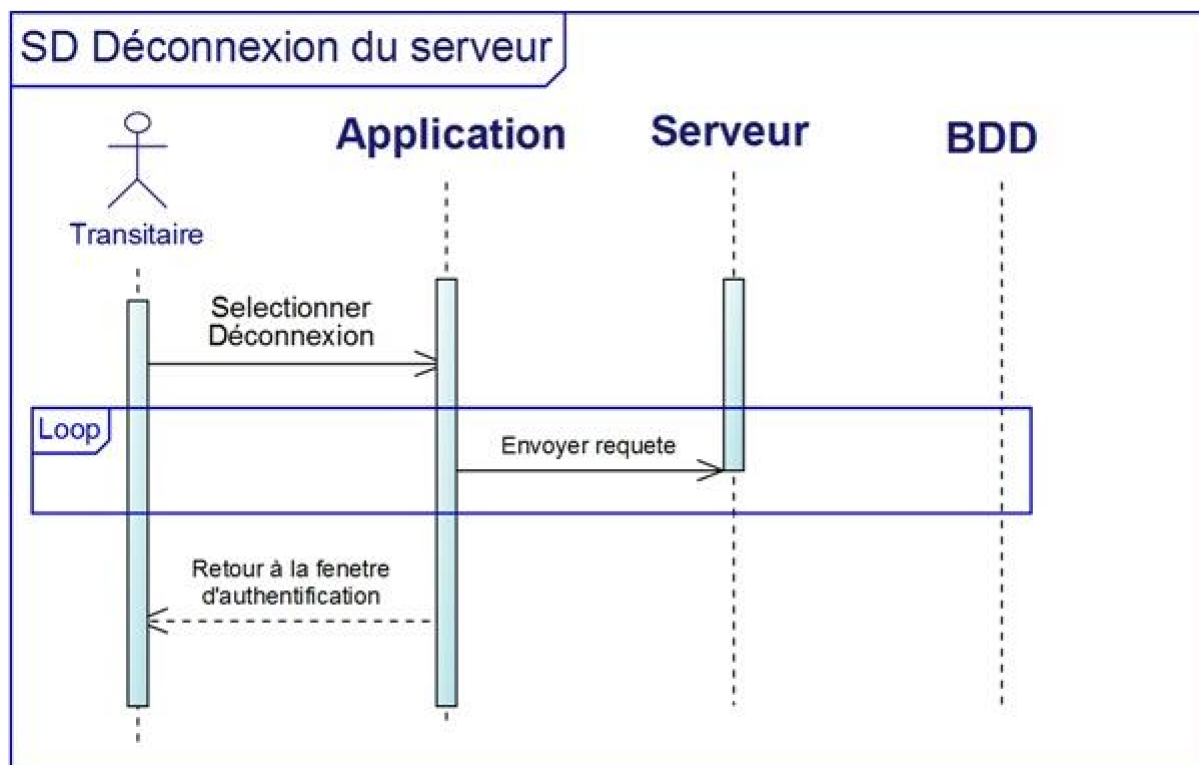 SD Déconnexion du serveur
Application
Serveur
BDD
Transitaire
Selectionner
Déconnexion
Loop
Envoyer requete
Retour à la fenetre
d'authentification